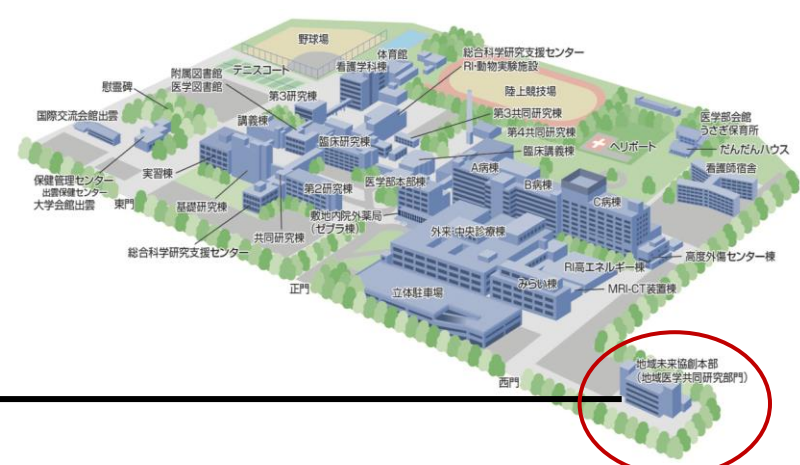 野球場
体育館
総合科学研究支援センター
RI・動物実験施設
看護学科棟
テニスコート
附属図書館
医学図書館
慰霊碑
第3研究棟
陸上競技場
国際交流会館出雲
講義棟
第3共同研究棟
第4共同研究棟
医学部会館
うさぎ保育所
臨床研究棟
臨床講義棟
ヘリポート
だんだんハウス
実習棟
A病棟
看護師宿舎
保健管理センター
出雲保健センター
大学会館出雲
東門
基礎研究棟
第2研究棟
医学部本部棟
B病棟
C病棟
敷地内院外薬局
(ゼブラ棟)
外来・中央診療棟
共同研究棟
総合科学研究支援センター
高度外傷センター棟
RI高エネルギー棟
正門
立体駐車場
みらい棟
MRI-CT装置棟
西門
地域未来協創本部
(地域医学共同研究部門)